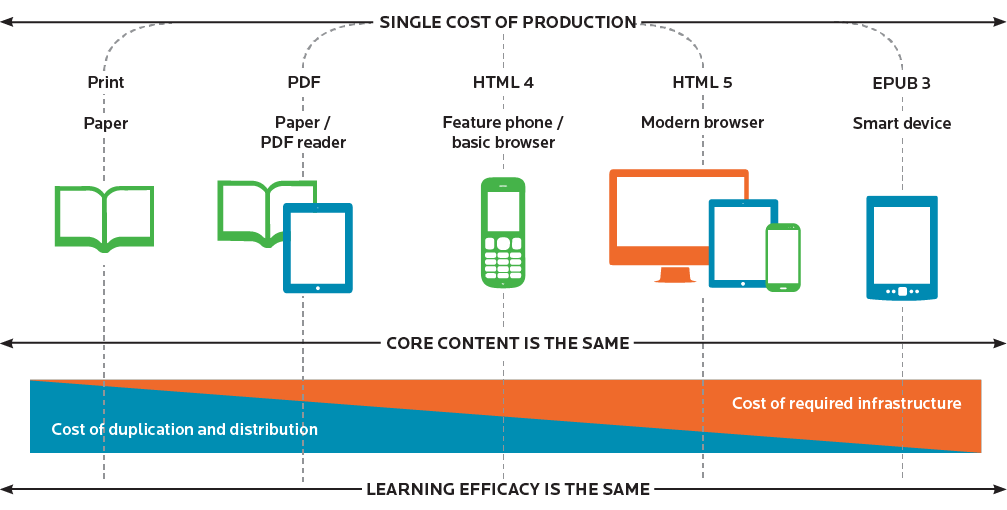 SINGLE COST OF PRODUCTION
Print
PDF
HTML 4
HTML 5
EPUB 3
Paper
Paper /
PDF reader
Feature phone /
basic browser
Modern browser
Smart device
CORE CONTENT IS THE SAME
Cost of required infrastructure
Cost of duplication and distribution
LEARNING EFFICACY IS THE SAME